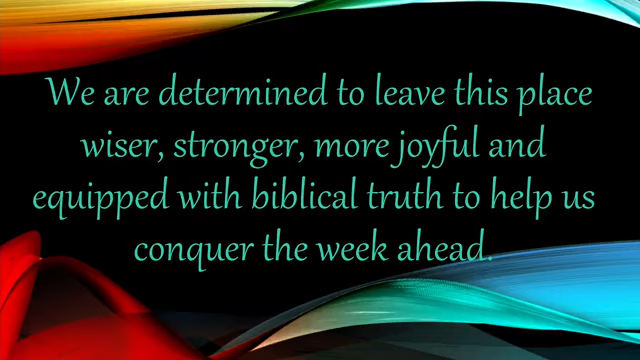 We are determined to leave this place
wiser, stronger, more joyful and
equipped with biblical truth to help us
conquer the week ahead.